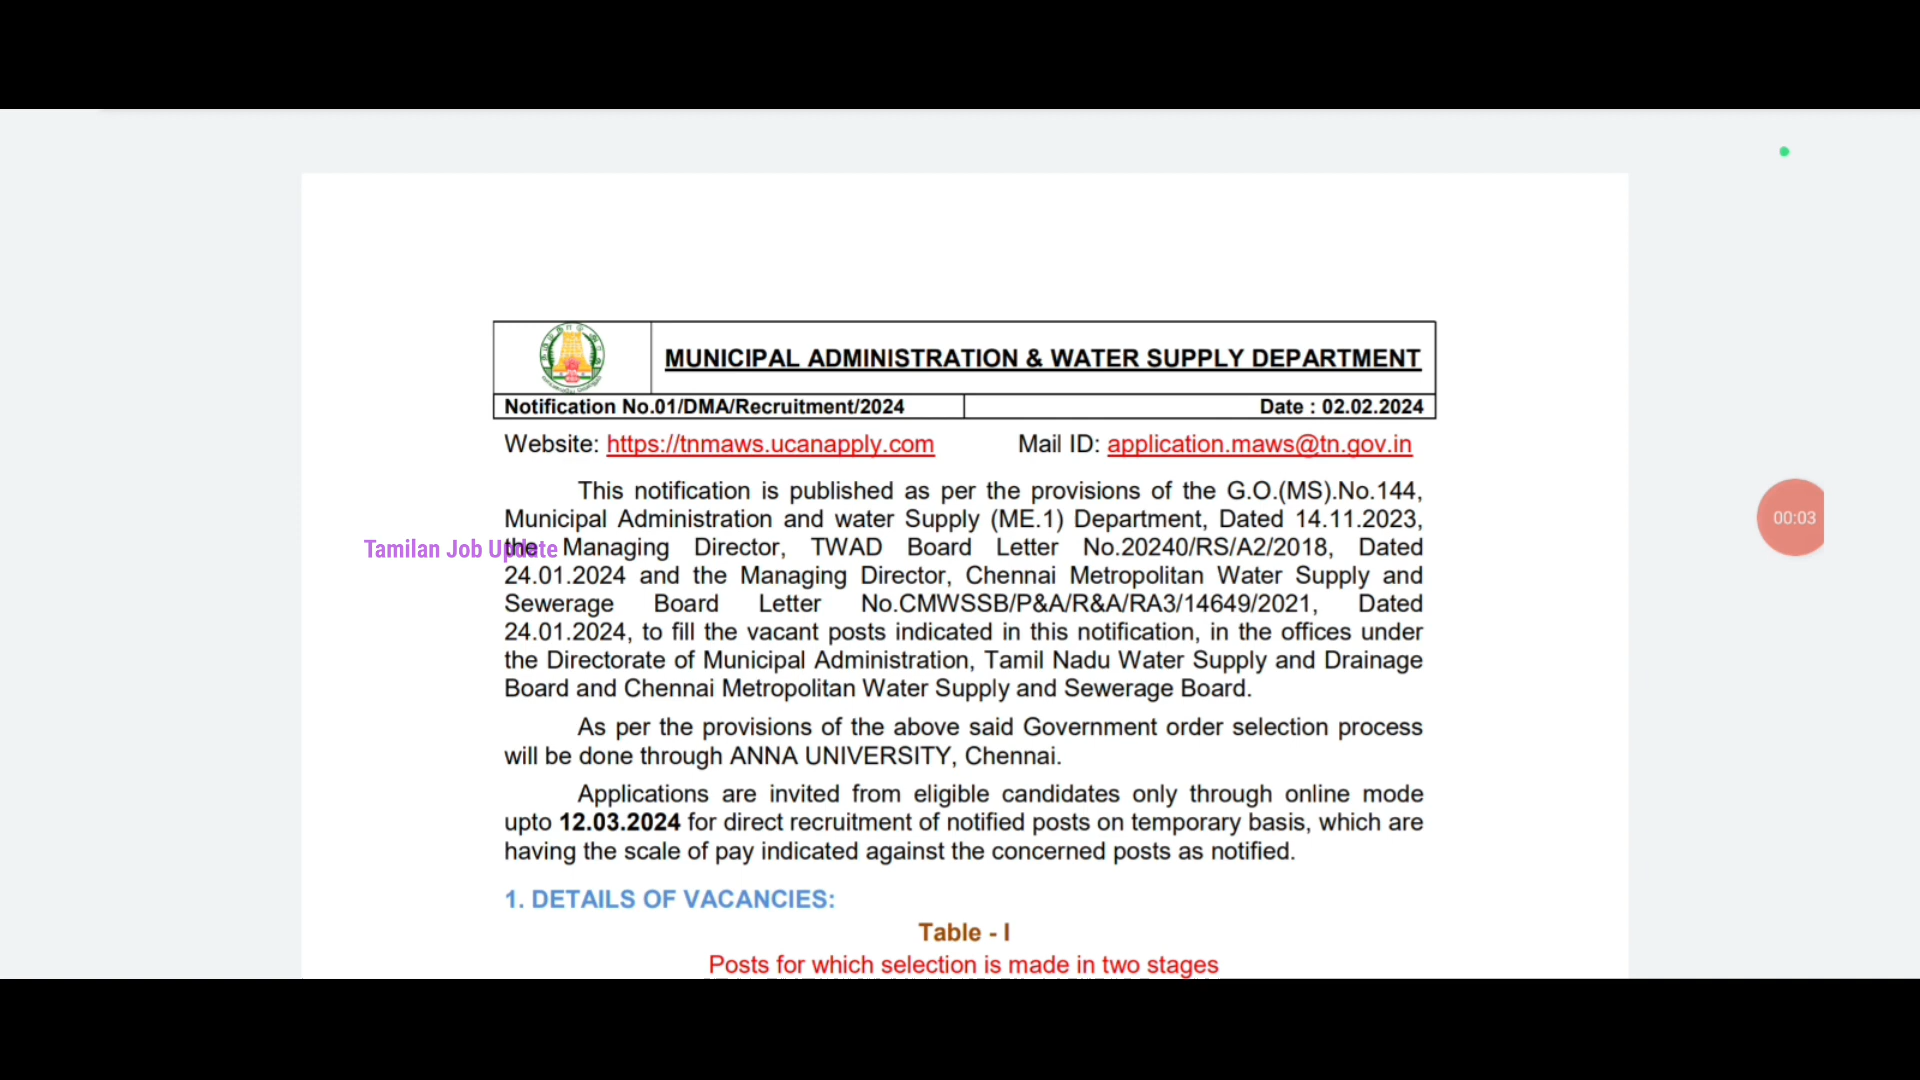 MUNICIPAL ADMINISTRATION & WATER SUPPLY DEPARTMENT
Notification No.01/DMA/Recruitment/2024 Date : 02.02.2024
Website: https://tnmaws.ucanapply.com Mail ID: application.maws@tn.gov.in
This notification is published as per the provisions of the G.O.(MS).No.144,
Municipal Administration and water Supply (ME.1) Department, Dated 14.11.2023,
Tamilan Job Update
the Managing Director, TWAD Board Letter No.20240/RS/A2/2018, Dated
24.01.2024 and the Managing Director, Chennai Metropolitan Water Supply and
Sewerage Board Letter No.CMWSSB/P&A/R&A/RA3/14649/2021, Dated
24.01.2024, to fill the vacant posts indicated in this notification, in the offices under
the Directorate of Municipal Administration, Tamil Nadu Water Supply and Drainage
Board and Chennai Metropolitan Water Supply and Sewerage Board.
As per the provisions of the above said Government order selection process
will be done through ANNA UNIVERSITY, Chennai.
Applications are invited from eligible candidates only through online mode
upto 12.03.2024 for direct recruitment of notified posts on temporary basis, which are
having the scale of pay indicated against the concerned posts as notified.
1. DETAILS OF VACANCIES:
Table - I
Posts for which selection is made in two stages
00:03